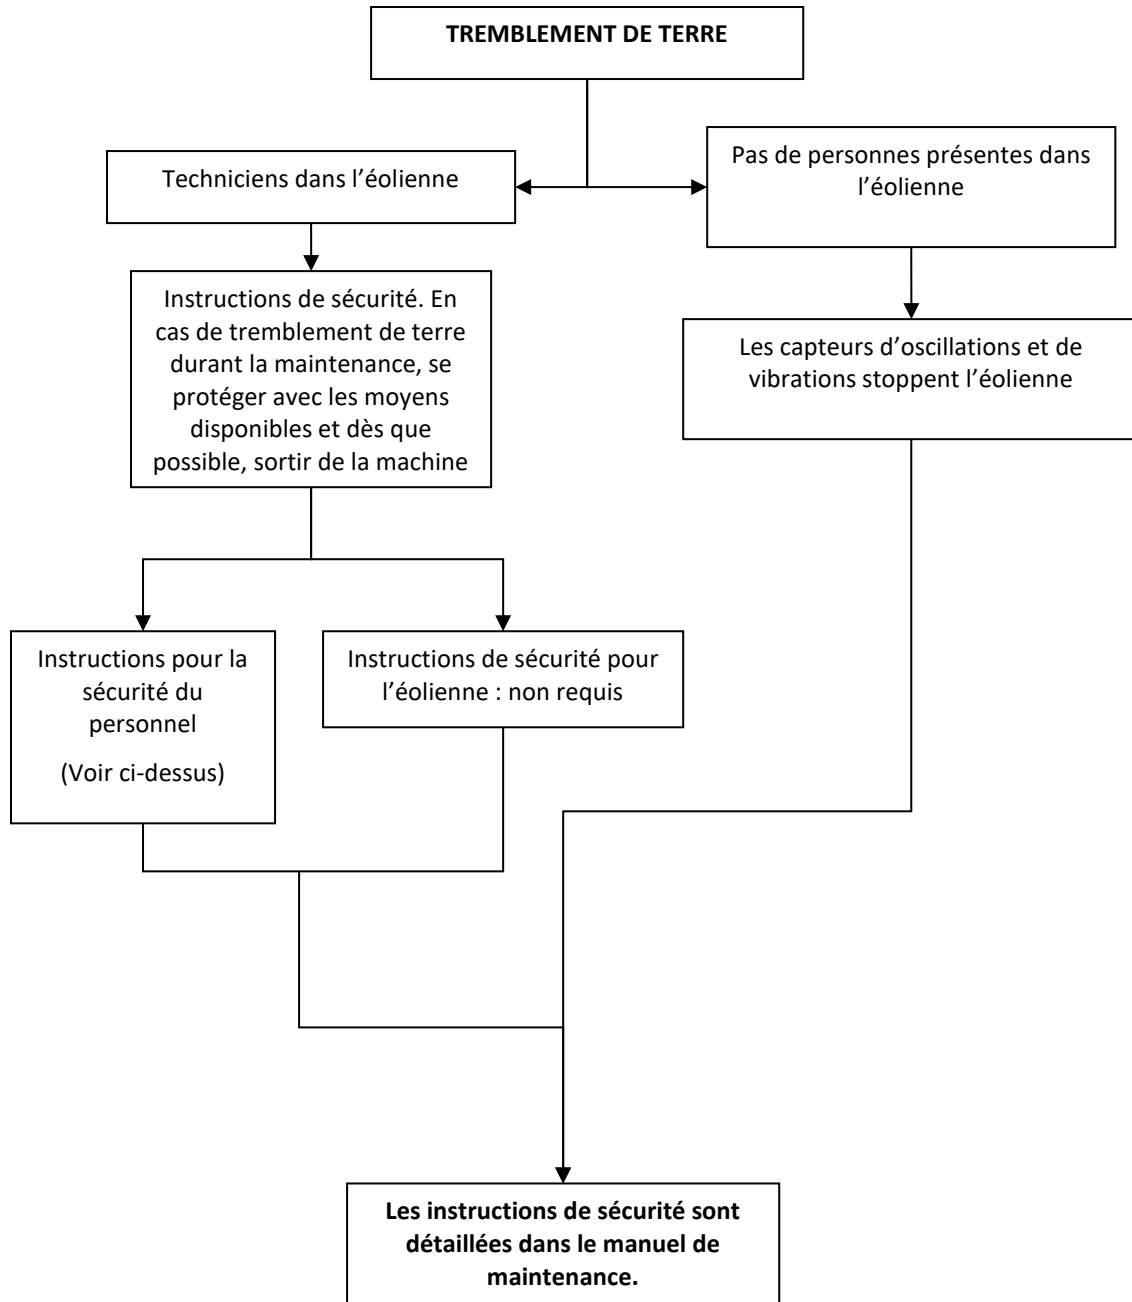 TREMBLEMENT DE TERRE
Techniciens dans l’éolienne
Pas de personnes présentes dans
l’éolienne
Instructions de sécurité. En
cas de tremblement de terre
durant la maintenance, se
protéger avec les moyens
disponibles et dès que
possible, sortir de la machine
Les capteurs d’oscillations et de
vibrations stoppent l’éolienne
Instructions pour la
sécurité du
personnel
(Voir ci-dessus)
Instructions de sécurité pour
l’éolienne : non requis
Les instructions de sécurité sont
détaillées dans le manuel de
maintenance.